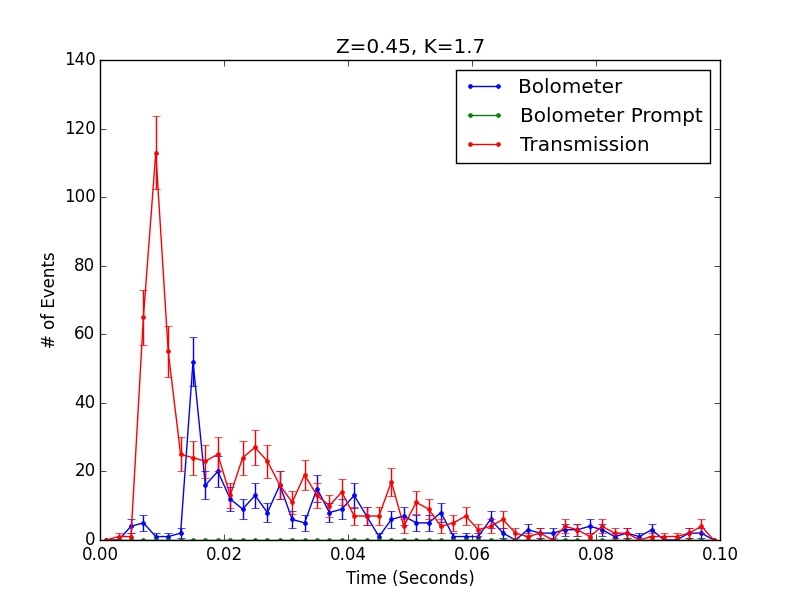 Z=0.45, K=1.7
140
120
100
80
60
40
20
0
# of Events
Bolometer
Bolometer Prompt
Transmission
0.00 0.02 0.04 0.06 0.08 0.10
Time (Seconds)